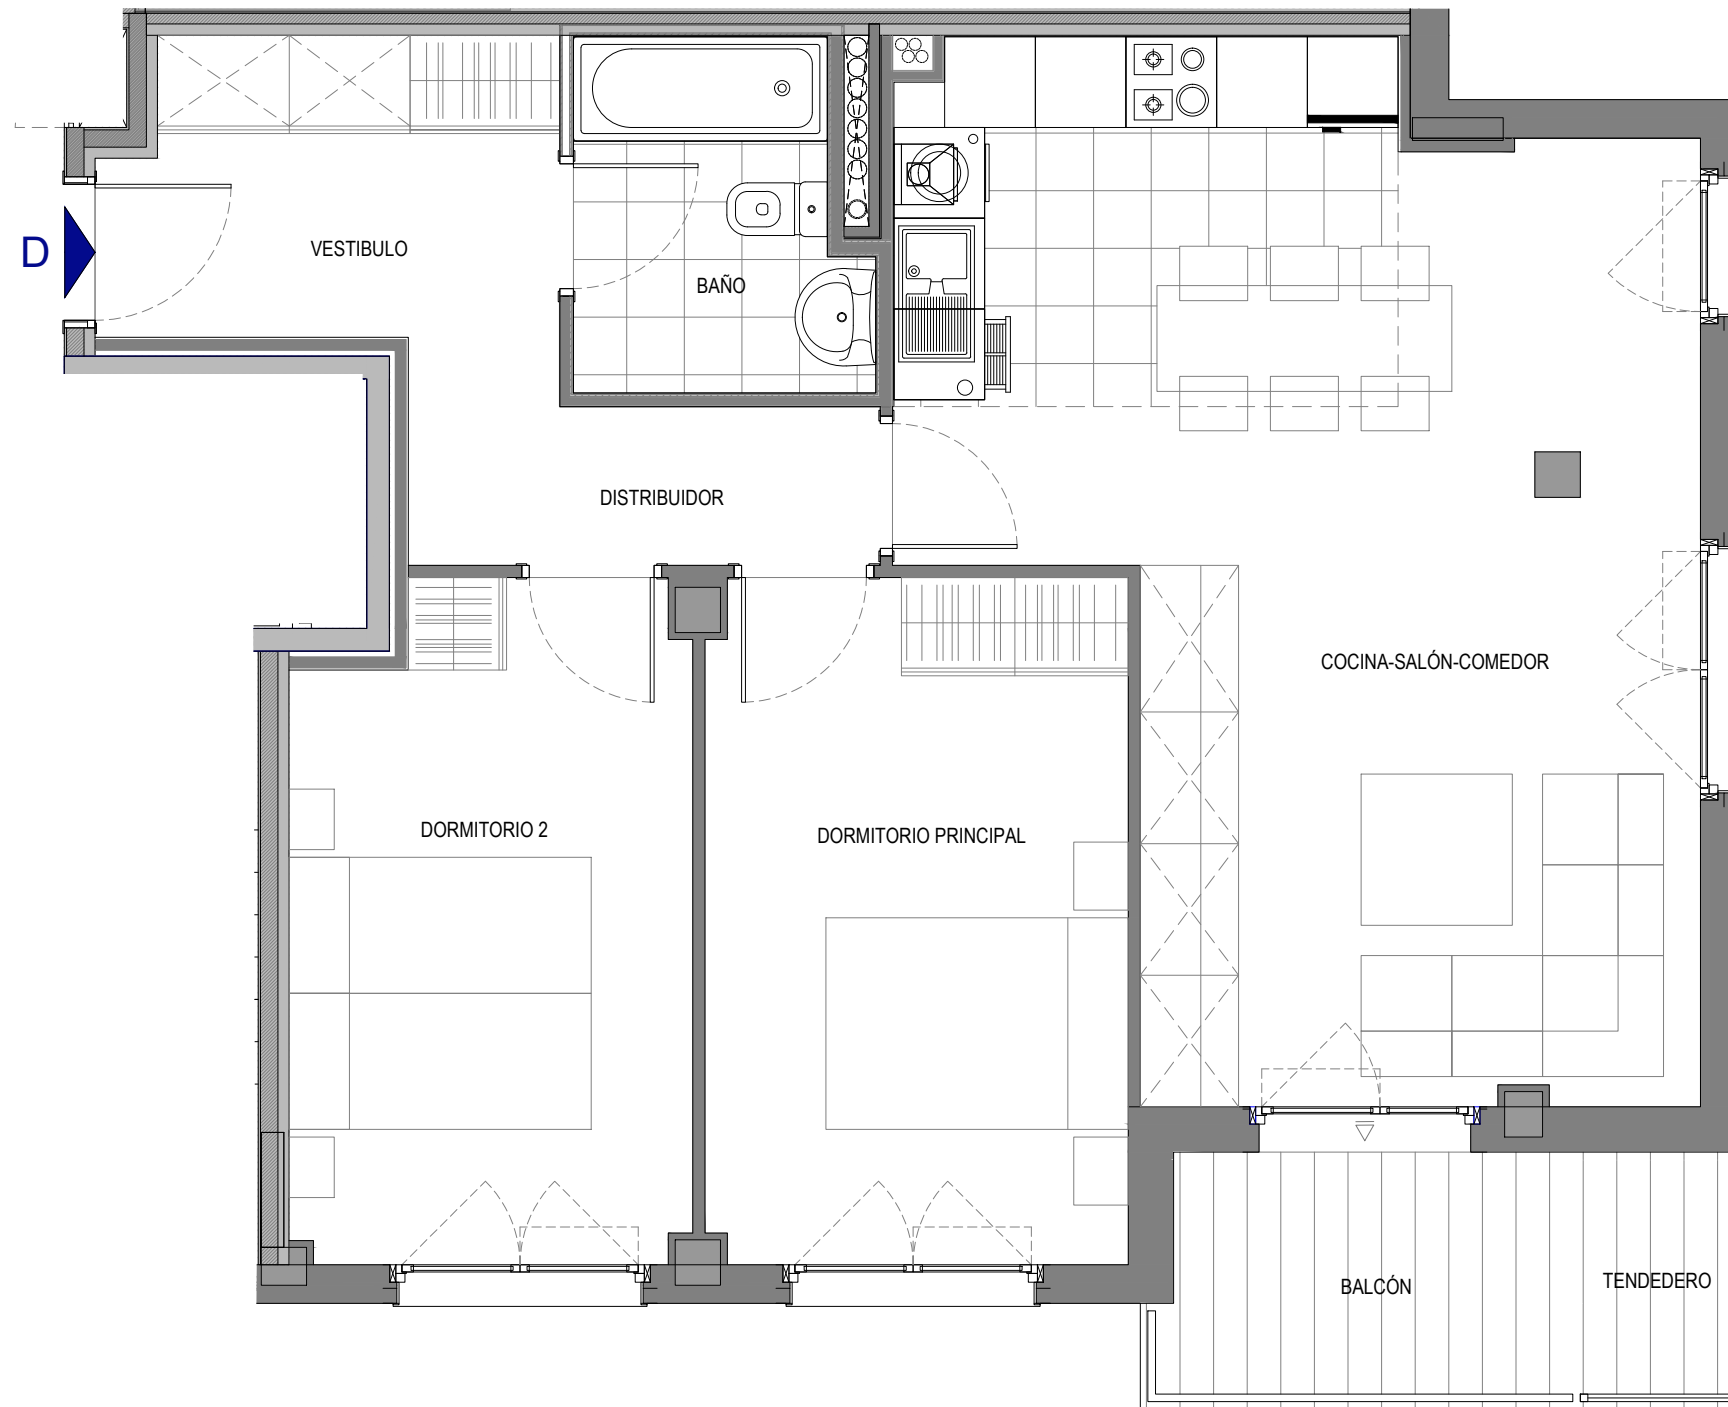 D
VESTIBULO
BAÑO
DISTRIBUIDOR
COCINA-SALÓN-COMEDOR
DORMITORIO 2
DORMITORIO PRINCIPAL
BALCÓN
TENDEDERO